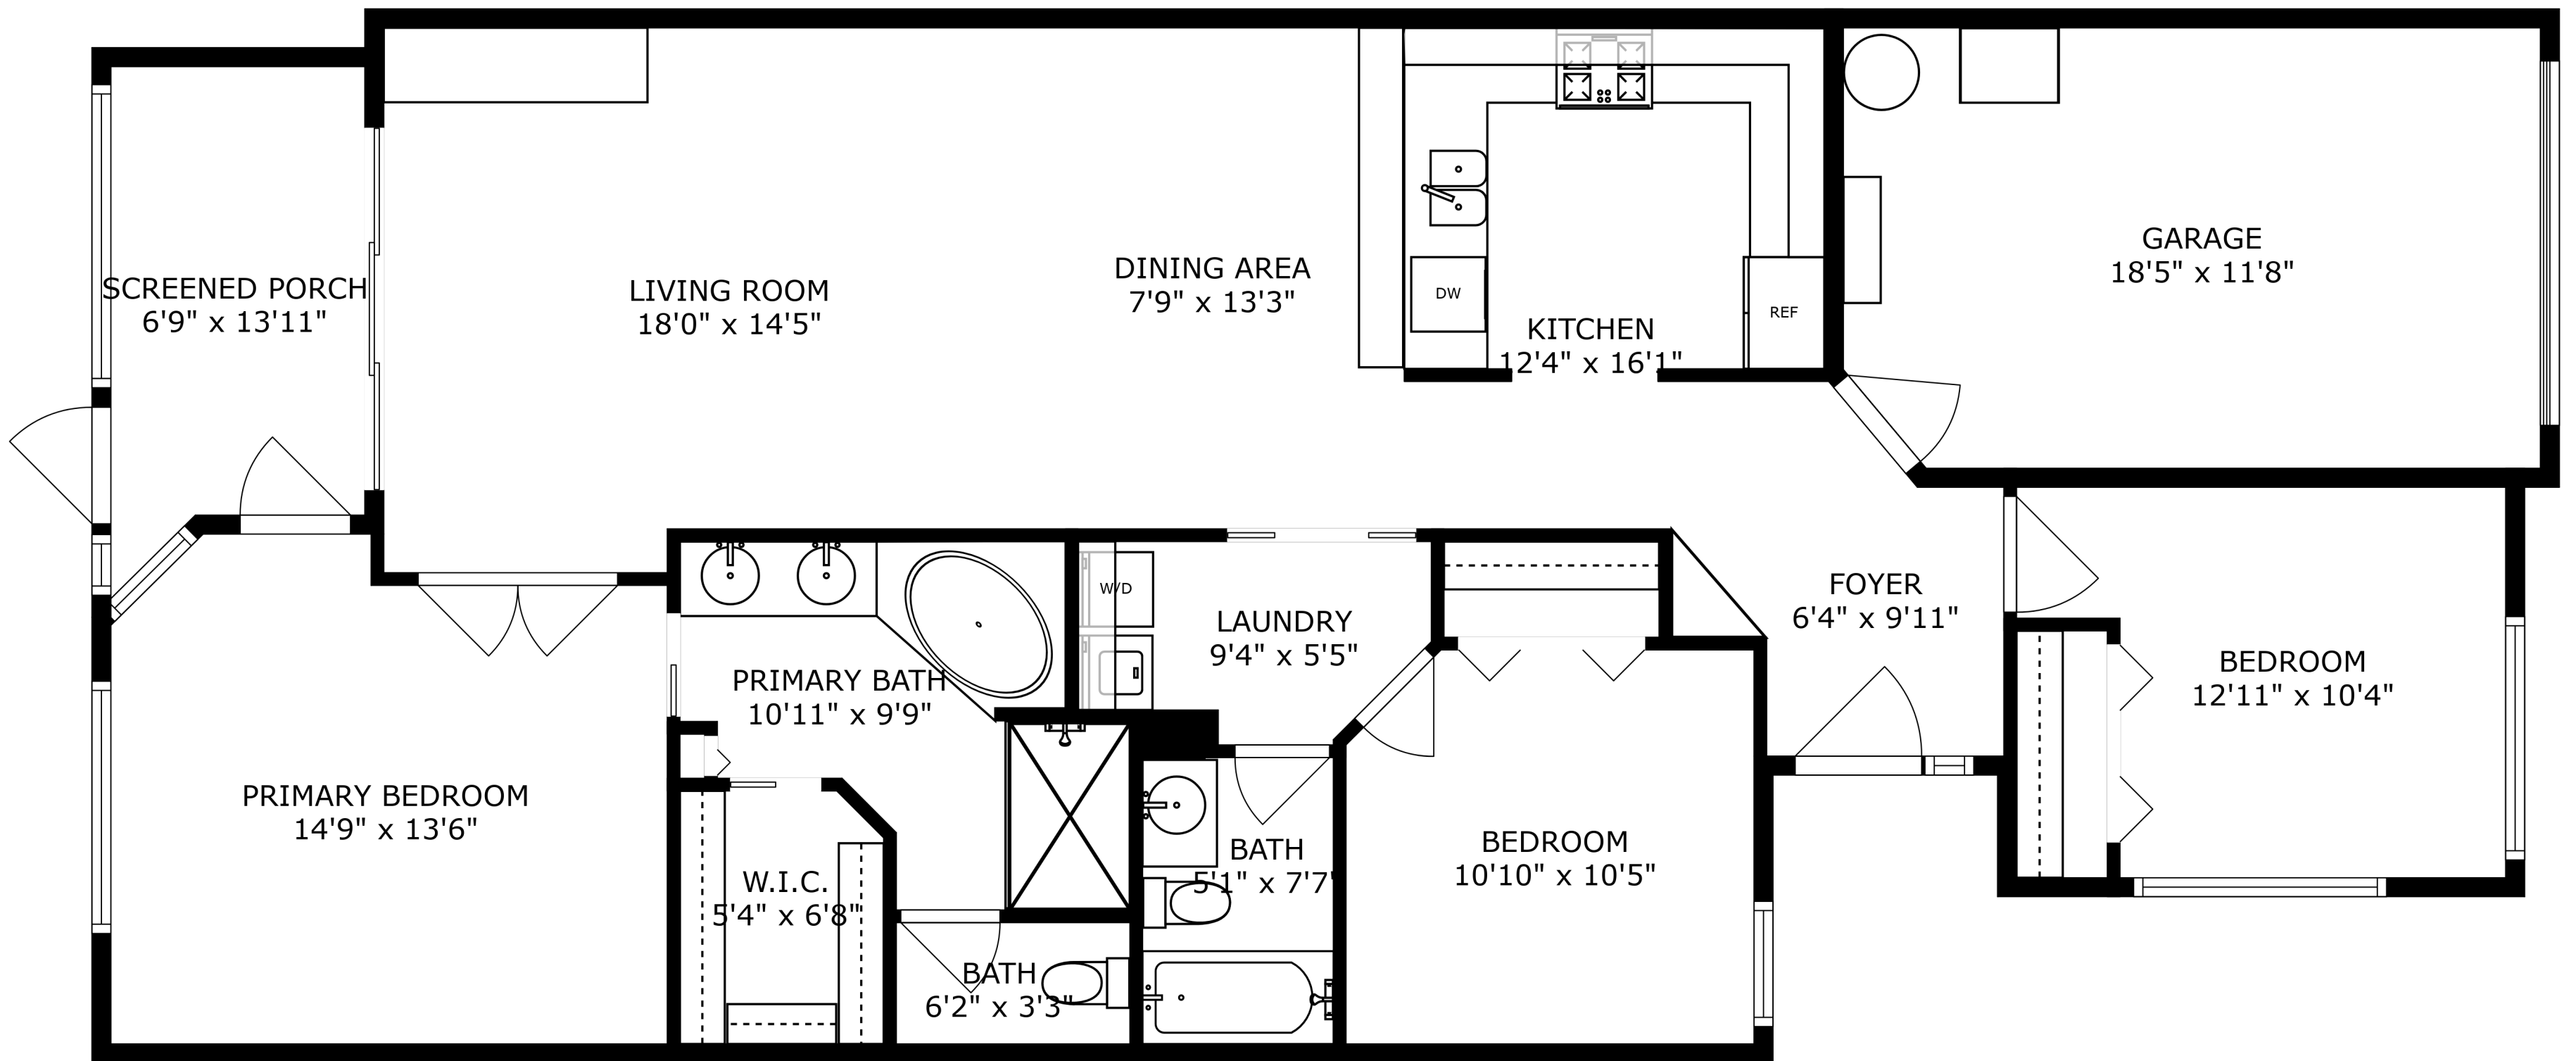 SCREENED PORCH
6'9" x 13'11"
LIVING ROOM
18'0" x 14'5"
DINING AREA
7'9" x 13'3"
DW
KITCHEN
12'4" x 16'1"
REF
GARAGE
18'5" x 11'8"
PRIMARY BEDROOM
14'9" x 13'6"
PRIMARY BATH
10'11" x 9'9"
W/D
LAUNDRY
9'4" x 5'5"
FOYER
6'4" x 9'11"
BEDROOM
12'11" x 10'4"
W.I.C.
5'4" x 6'8"
BATH
6'2" x 3'3"
BATH
5'1" x 7'7"
BEDROOM
10'10" x 10'5"